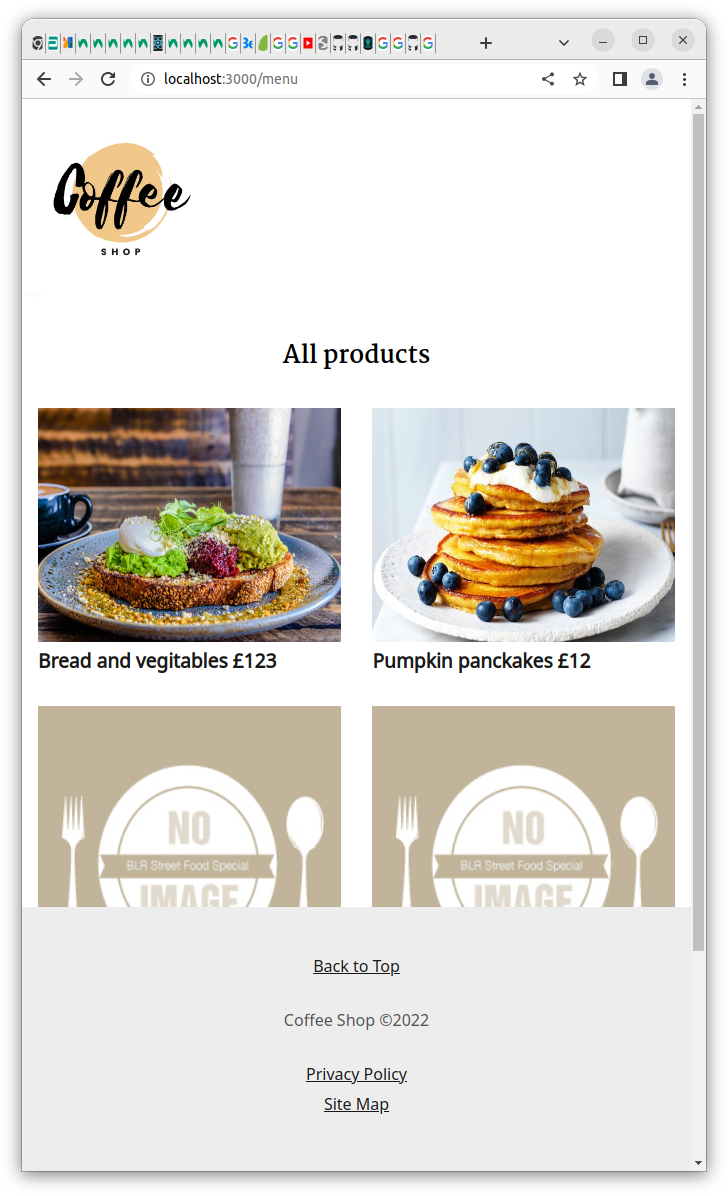 localhost:3000/menu
Coffee
SHOP
All products
Bread and vegitables £123
Pumpkin panckakes £12
NO
BLR Street Food Special
IMAGE
NO
BLR Street Food Special
IMAGE
Back to Top
Coffee Shop ©2022
Privacy Policy
Site Map